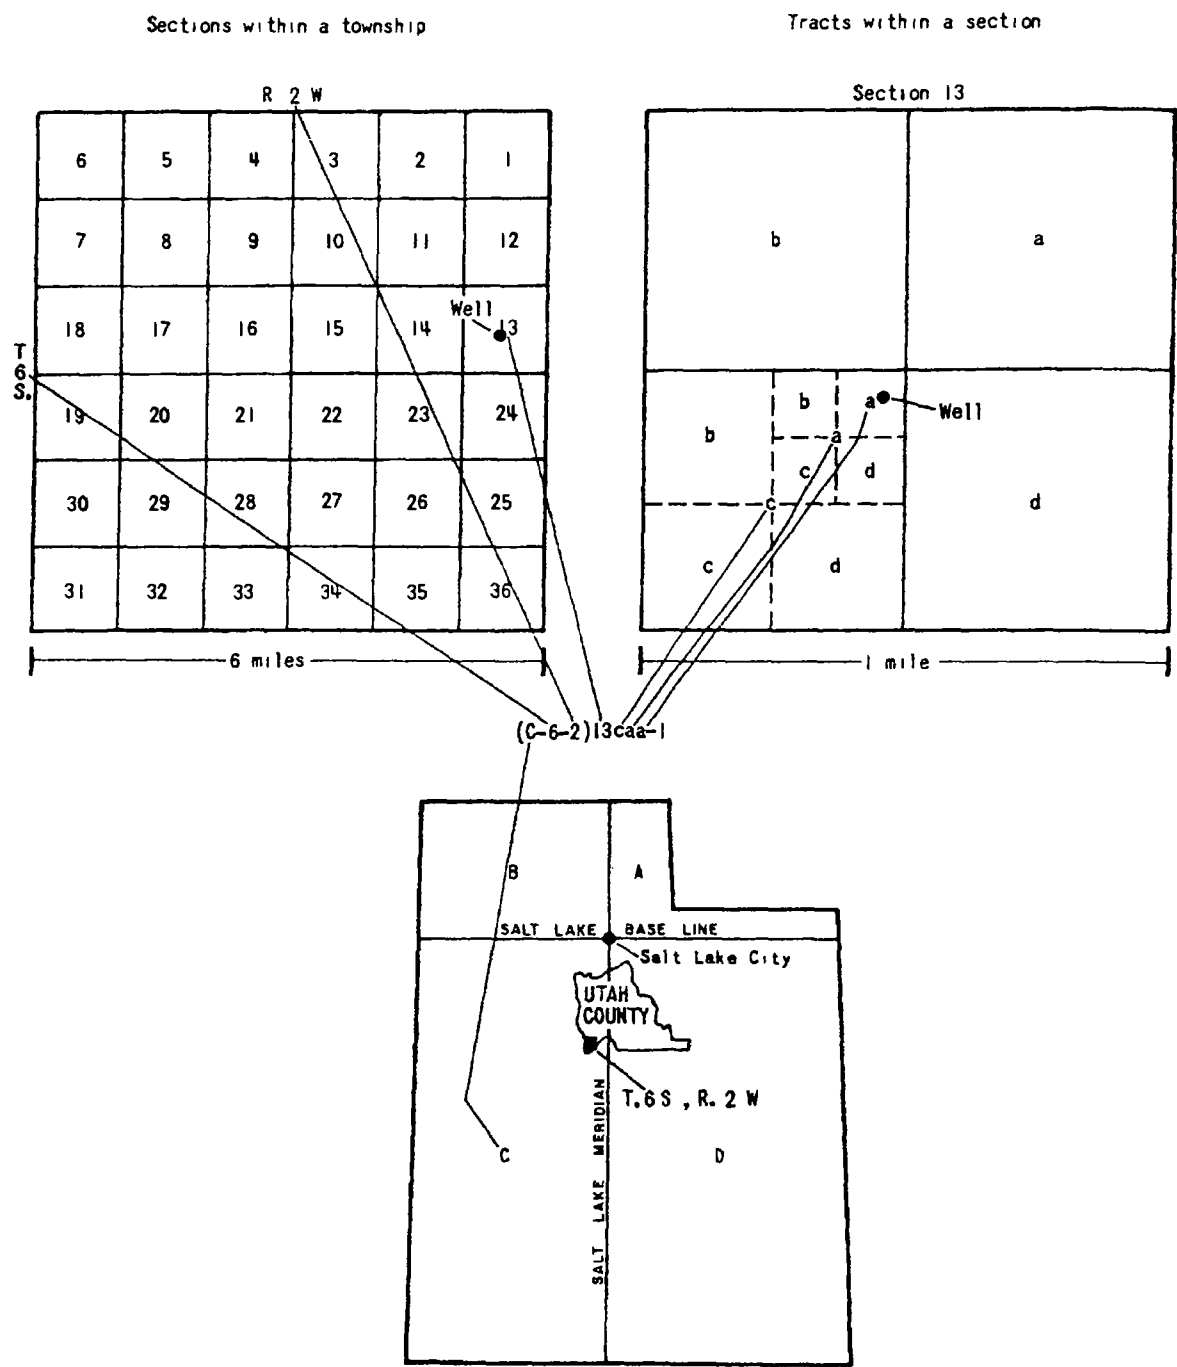 Sections within a township
Tracts within a section
R 2 W
Section 13
6 5 4 3 2 1
7 8 9 10 11 12
18 17 16 15 14 13
Well
T
6
S.
19 20 21 22 23 24
30 29 28 27 26 25
31 32 33 34 35 36
6 miles
b a
b b a
Well
a
c d
c d
c d
1 mile
(C-6-2)13caa-1
B A
SALT LAKE BASE LINE
Salt Lake City
UTAH
COUNTY
T.6S , R. 2 W
SALT LAKE MERIDIAN
C D